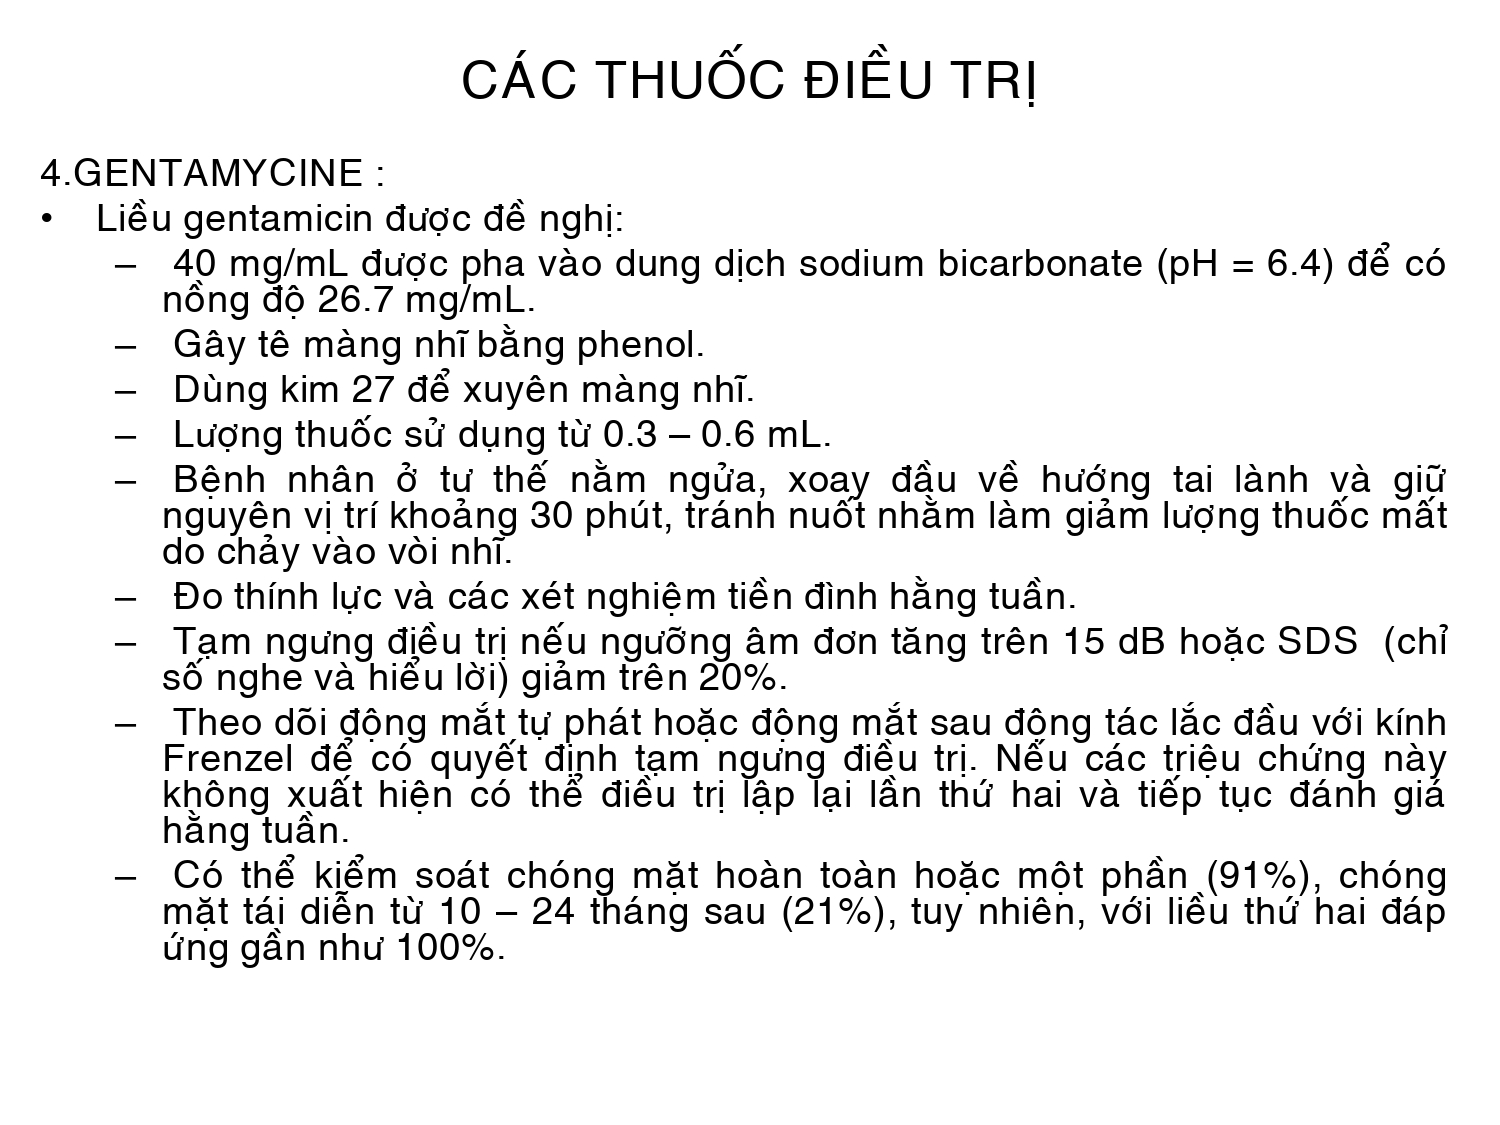 CÁC THUỐC ĐIỀU TRỊ
4.GENTAMYCINE :
• Liều gentamicin được đề nghị:
– 40 mg/mL được pha vào dung dịch sodium bicarbonate (pH = 6.4) để có
nồng độ 26.7 mg/mL.
– Gây tê màng nhĩ bằng phenol.
– Dùng kim 27 để xuyên màng nhĩ.
– Lượng thuốc sử dụng từ 0.3 – 0.6 mL.
– Bệnh nhân ở tư thế nằm ngửa, xoay đầu về hướng tai lành và giữ
nguyên vị trí khoảng 30 phút, tránh nuốt nhằm làm giảm lượng thuốc mất
do chảy vào vòi nhĩ.
– Đo thính lực và các xét nghiệm tiền đình hằng tuần.
– Tạm ngưng điều trị nếu ngưỡng âm đơn tăng trên 15 dB hoặc SDS (chỉ
số nghe và hiểu lời) giảm trên 20%.
– Theo dõi động mắt tự phát hoặc động mắt sau động tác lắc đầu với kính
Frenzel để có quyết định tạm ngưng điều trị. Nếu các triệu chứng này
không xuất hiện có thể điều trị lập lại lần thứ hai và tiếp tục đánh giá
hằng tuần.
– Có thể kiểm soát chóng mặt hoàn toàn hoặc một phần (91%), chóng
mặt tái diễn từ 10 – 24 tháng sau (21%), tuy nhiên, với liều thứ hai đáp
ứng gần như 100%.